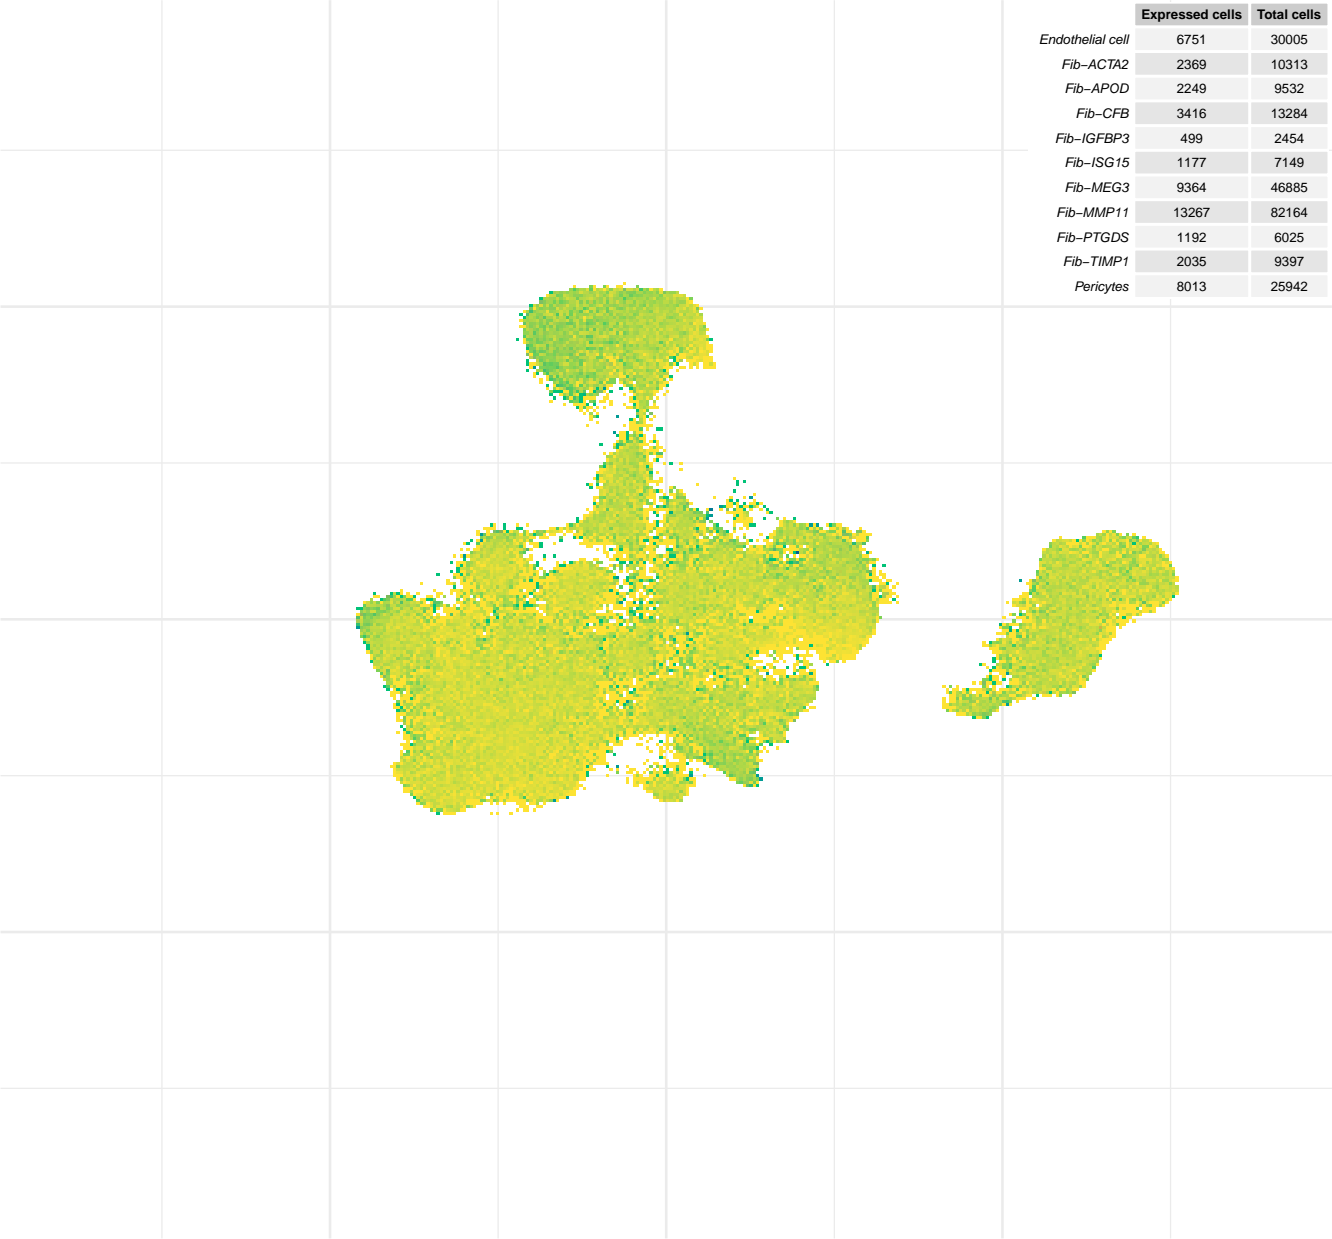 Expressed cells Total cells
Endothelial cell 6751 30005
Fib−ACTA2 2369 10313
Fib−APOD 2249 9532
Fib−CFB 3416 13284
Fib−IGFBP3 499 2454
Fib−ISG15 1177 7149
Fib−MEG3 9364 46885
Fib−MMP11 13267 82164
Fib−PTGDS 1192 6025
Fib−TIMP1 2035 9397
Pericytes 8013 25942